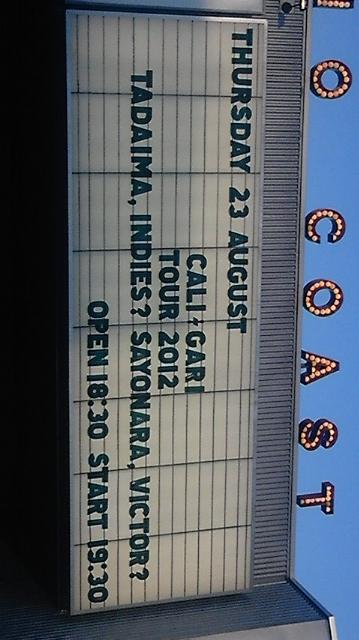 O COAST
THURSDAY 23 AUGUST
CALI≠GARI
TOUR 2012
TADAIMA, INDIES? SAYONARA, VICTOR?
OPEN 18:30 START 19:30